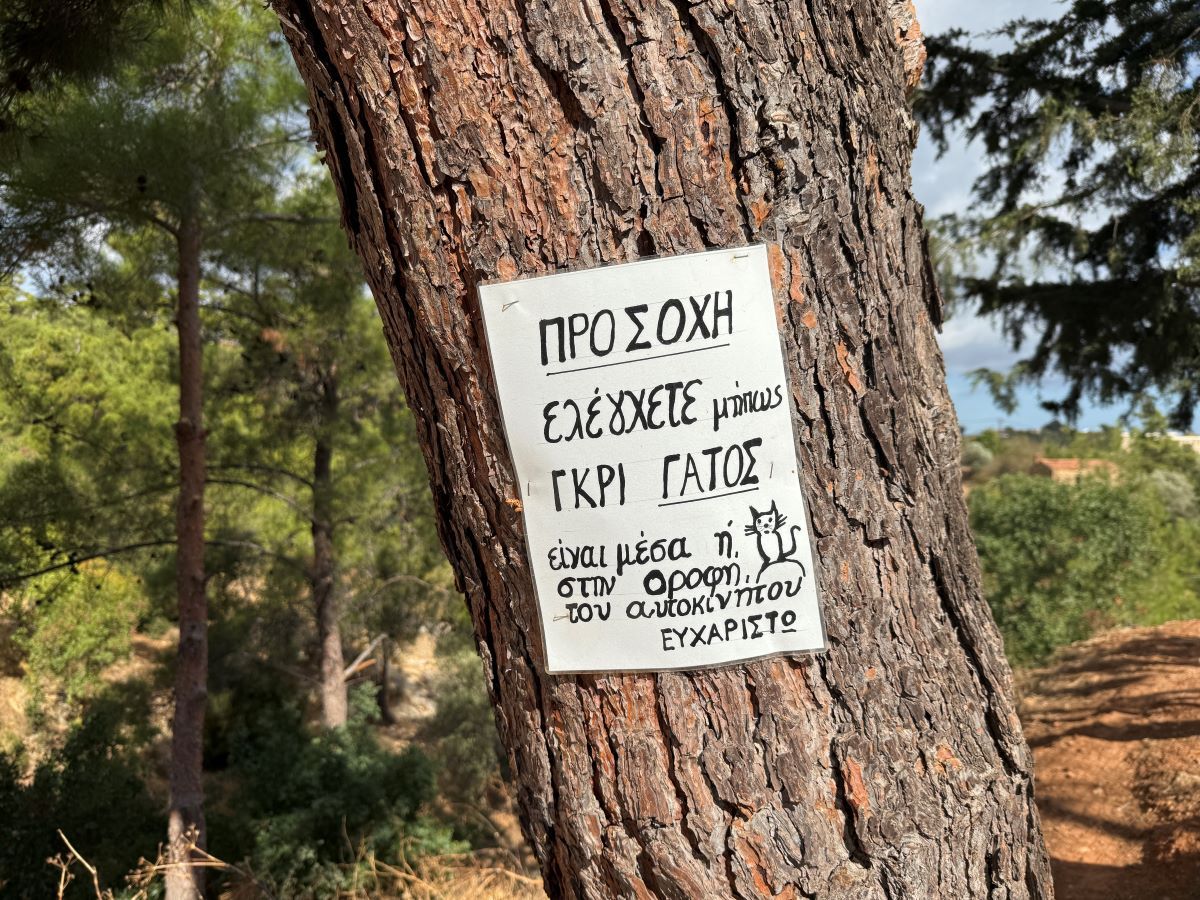 ΠΡΟΣΟΧΗ
ΕΛέγΧΕΤΕ μήπως
ΓΚΡΙ ΓΑΤΟΣ
είναι μέσα ή
στην οροφή
του αυτοκινήτου
ΕΥΧΑΡΙΣΤΩ